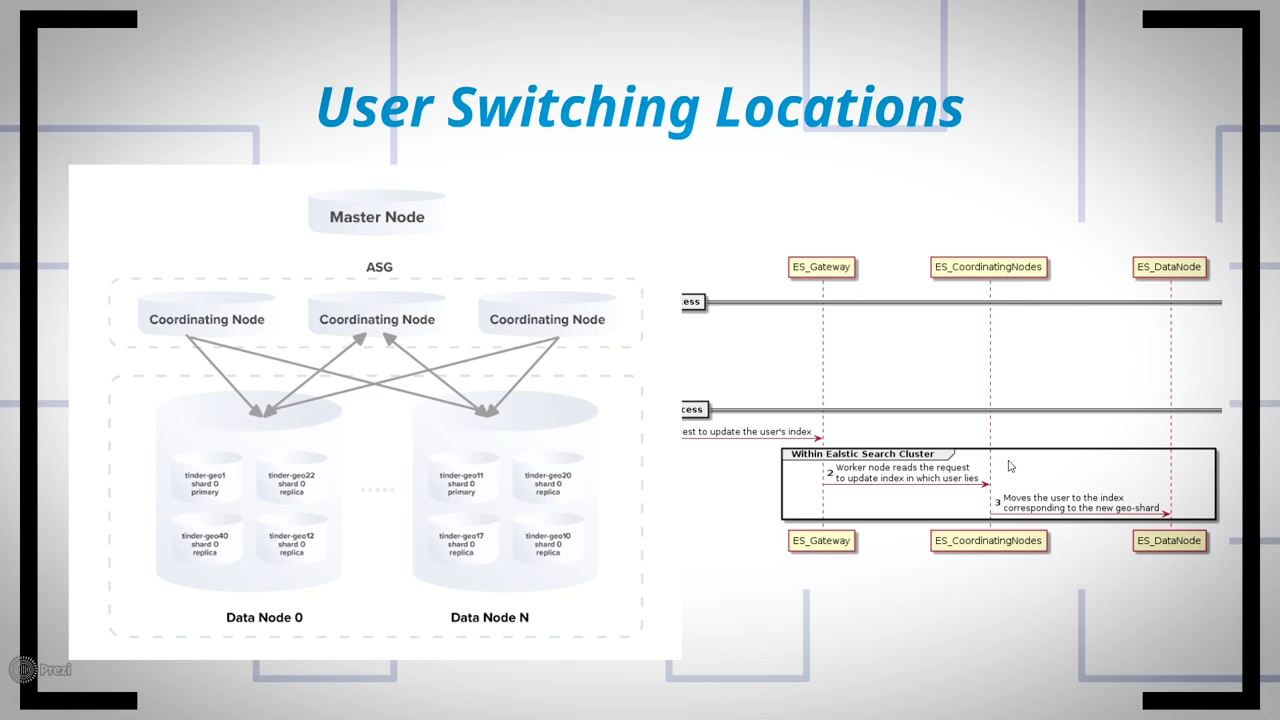 User Switching Locations
Master Node
ASG
Coordinating Node
Coordinating Node
Coordinating Node
tinder-geo1
shard 0
primary
tinder-geo22
shard 0
replica
tinder-geo40
shard 0
replica
tinder-geo12
shard 0
replica
Data Node 0
tinder-geo11
shard 0
primary
tinder-geo20
shard 0
replica
tinder-geo17
shard 0
replica
tinder-geo10
shard 0
replica
Data Node N
ES_Gateway
ES_CoordinatingNodes
ES_DataNode
ess
cess
est to update the user's index
Within Ealstic Search Cluster
2 Worker node reads the request
to update index in which user lies
3 Moves the user to the index
corresponding to the new geo-shard
ES_Gateway
ES_CoordinatingNodes
ES_DataNode
Prezi